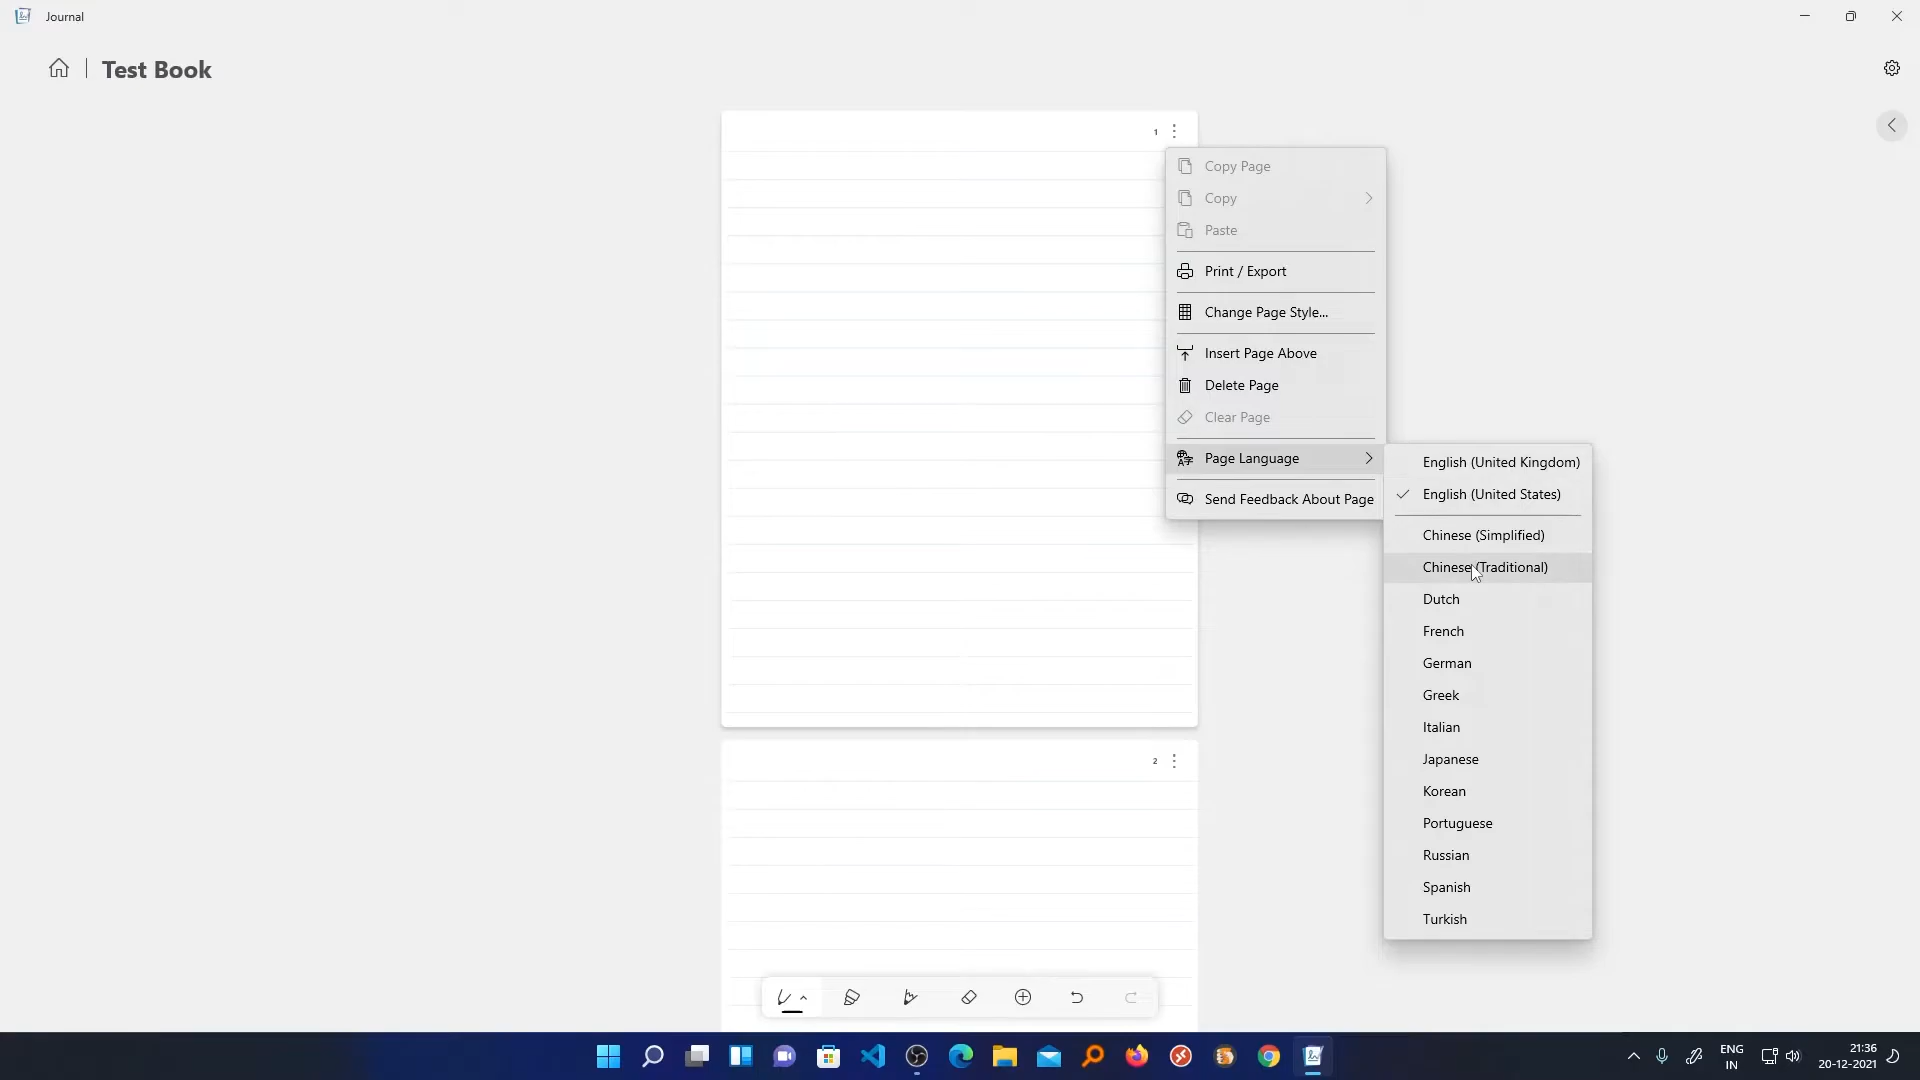 Journal
Test Book
1
Copy Page
Copy
Paste
Print / Export
Change Page Style...
Insert Page Above
Delete Page
Clear Page
Page Language
Send Feedback About Page
English (United Kingdom)
English (United States)
Chinese (Simplified)
Chinese (Traditional)
Dutch
French
German
Greek
Italian
Japanese
Korean
Portuguese
Russian
Spanish
Turkish
2
ENG
IN
21:36
20-12-2021